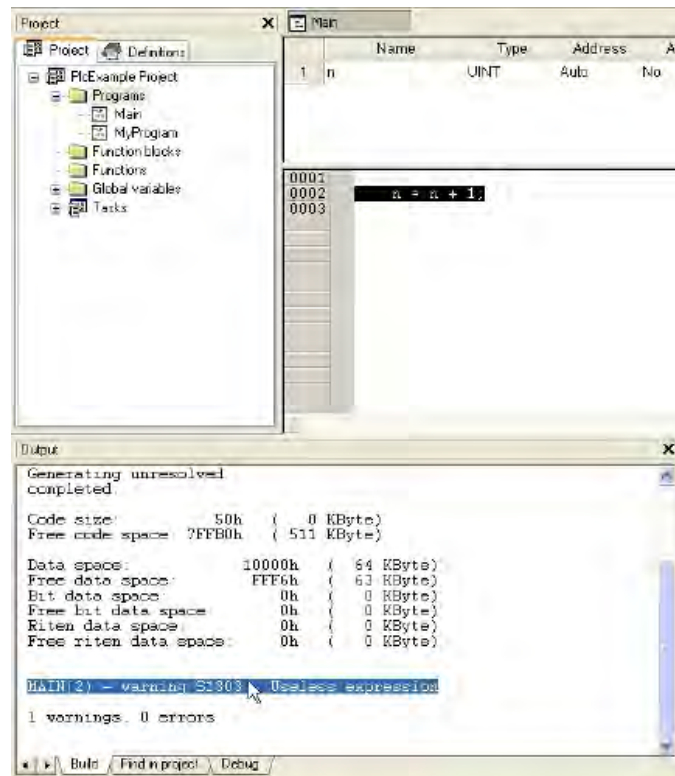 Project
Project Definitions
PlcExample Project
Programs
Main
MyProgram
Function blocks
Functions
Global variables
Tasks
Main
Name Type Address A
1 n UINT Auto No
0001
0002 n = n + 1;
0003
Output
Generating unresolved
completed
Code size: 50h ( 0 KByte)
Free code space 7FFB0h ( 511 KByte)
Data space: 10000h ( 64 KByte)
Free data space: FFF6h ( 63 KByte)
Bit data space 0h ( 0 KByte)
Free bit data space 0h ( 0 KByte)
Riten data space: 0h ( 0 KByte)
Free riten data space: 0h ( 0 KByte)
MAIN(2) - warning Useless expression
1 warnings, 0 errors
Build Find in project Debug